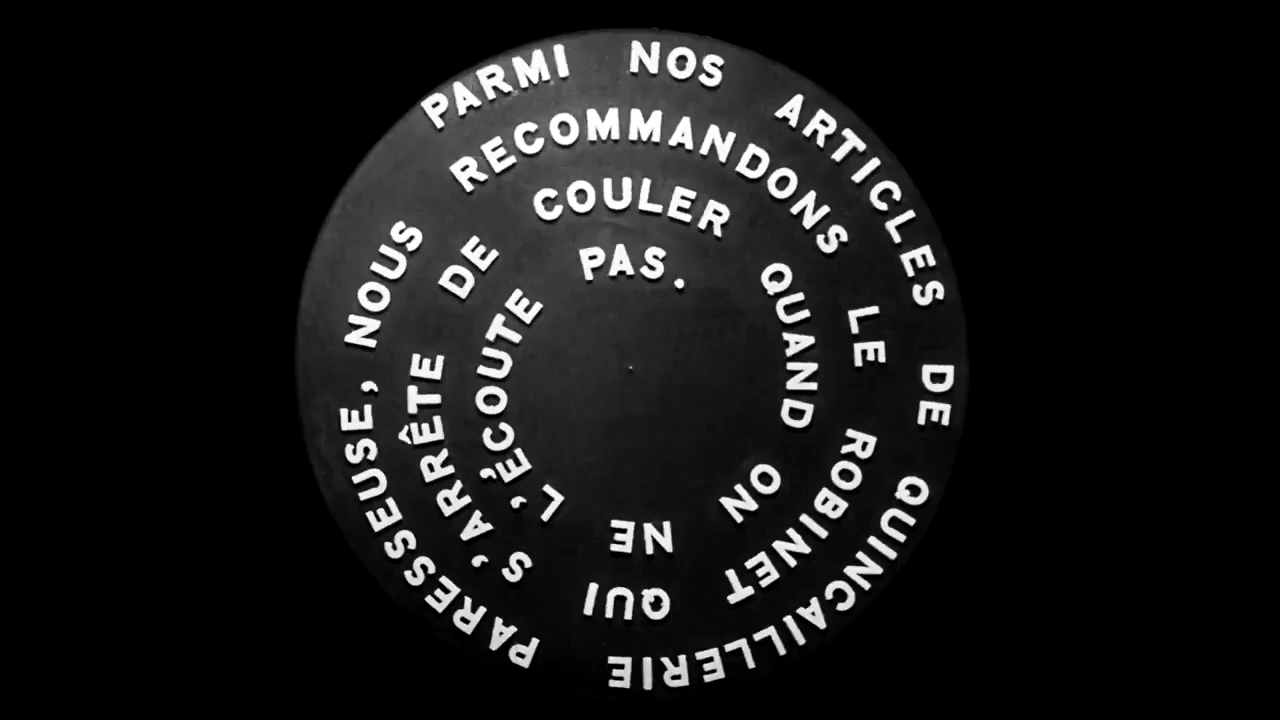 PARMI NOS ARTICLES DE QUINCAILLERIE PARESSEUSE, NOUS RECOMMANDONS LE ROBINET QUI S'ARRÊTE DE COULER QUAND ON NE L'ÉCOUTE PAS.